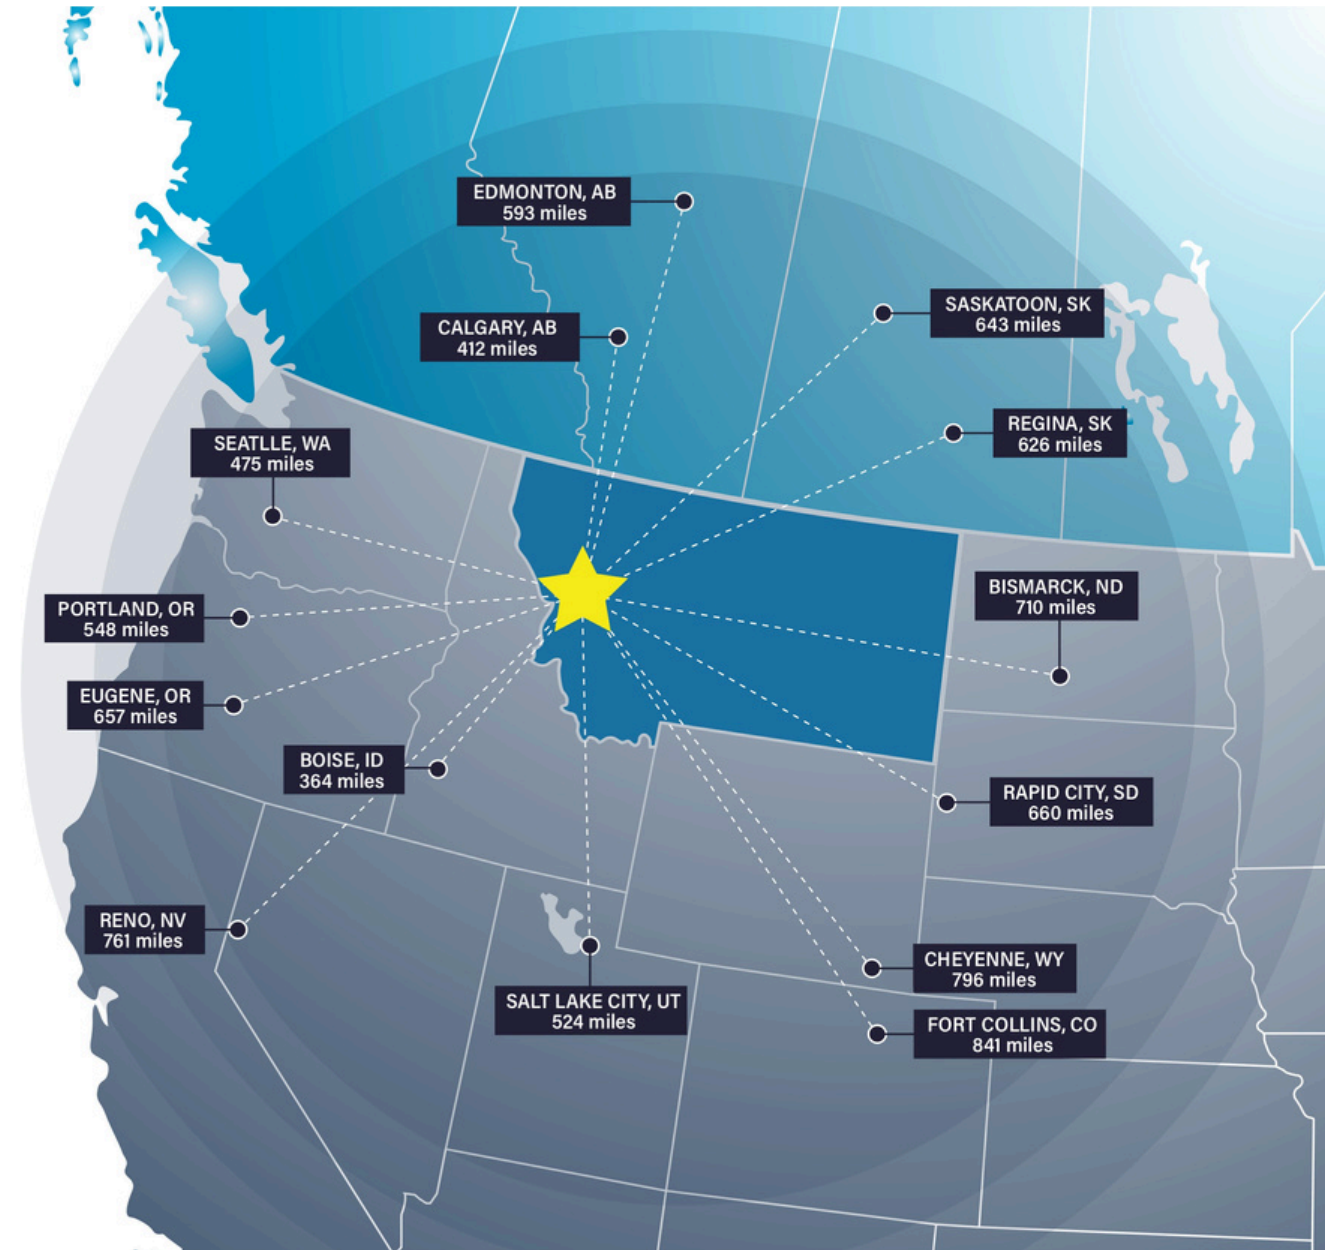 EDMONTON, AB
593 miles
SASKATOON, SK
643 miles
CALGARY, AB
412 miles
REGINA, SK
626 miles
SEATLLE, WA
475 miles
BISMARCK, ND
710 miles
PORTLAND, OR
548 miles
EUGENE, OR
657 miles
BOISE, ID
364 miles
RAPID CITY, SD
660 miles
RENO, NV
761 miles
CHEYENNE, WY
796 miles
SALT LAKE CITY, UT
524 miles
FORT COLLINS, CO
841 miles